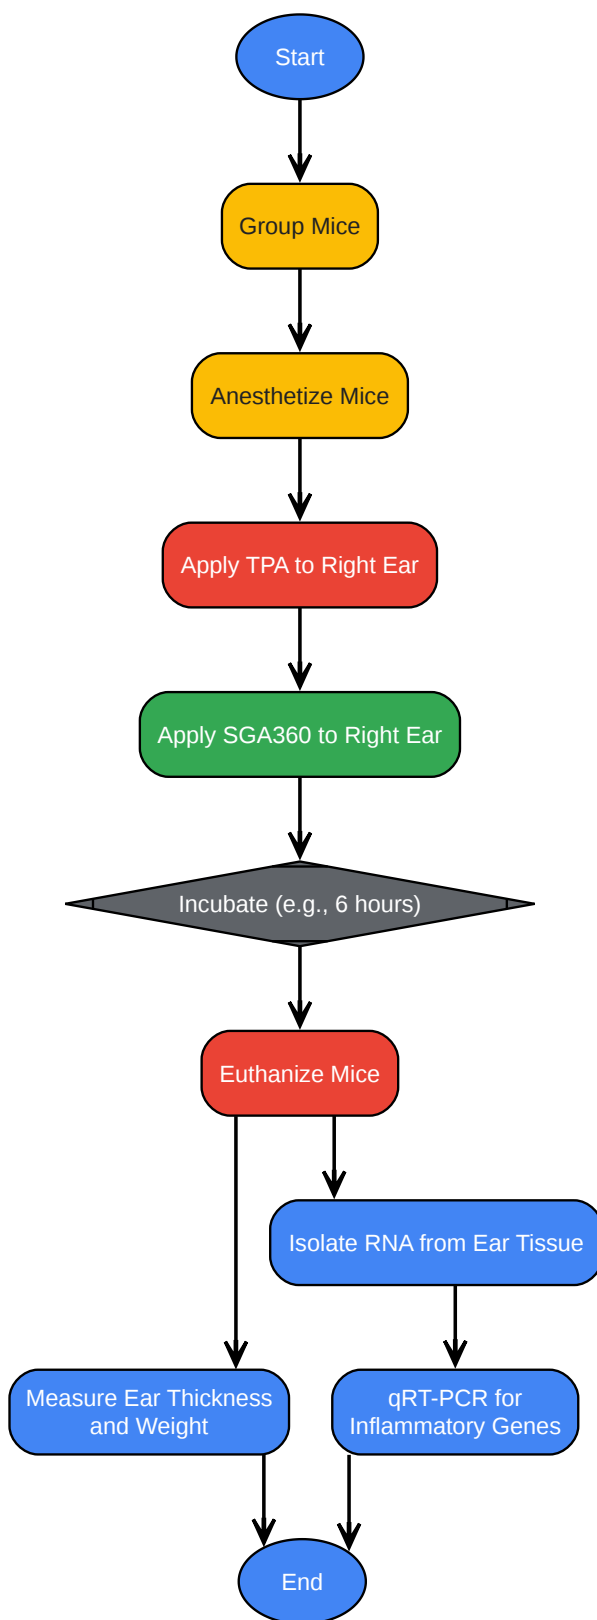 Start
Group Mice
Anesthetize Mice
Apply TPA to Right Ear
Apply SGA360 to Right Ear
Incubate (e.g., 6 hours)
Euthanize Mice
Isolate RNA from Ear Tissue
Measure Ear Thickness
and Weight
qRT-PCR for
Inflammatory Genes
End